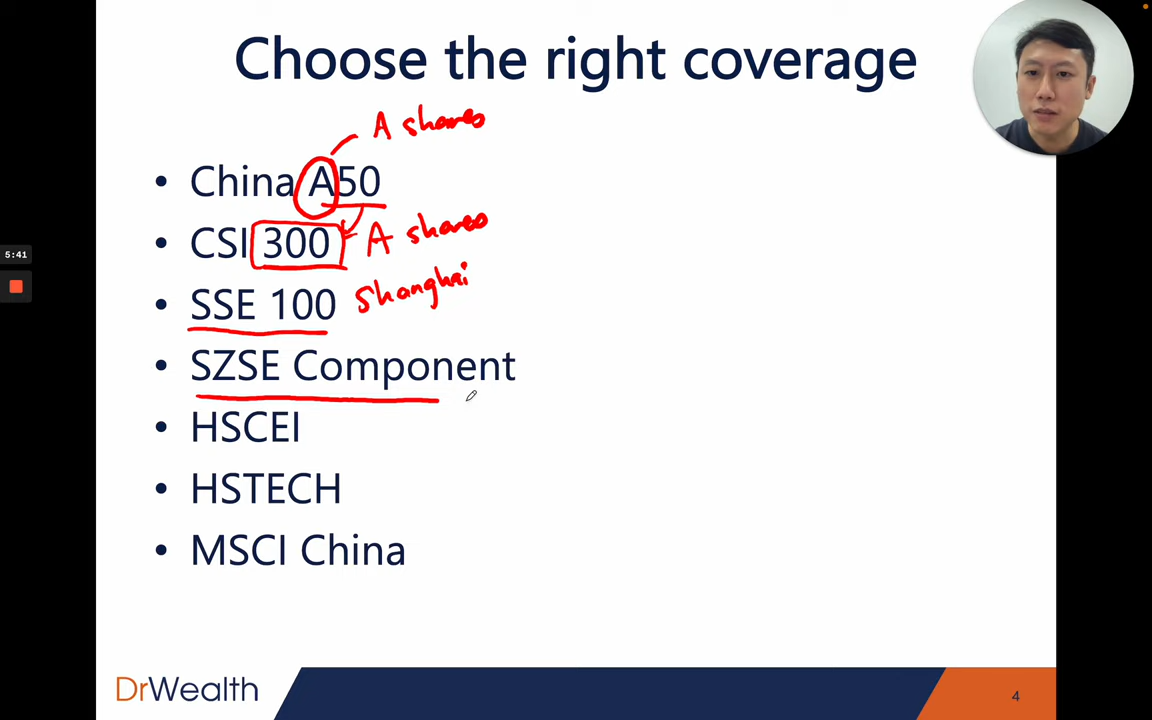 Choose the right coverage
A shares
• China A50
• CSI 300
A shares
• SSE 100
Shanghai
• SZSE Component
• HSCEI
• HSTECH
• MSCI China
5:41
DrWealth
4